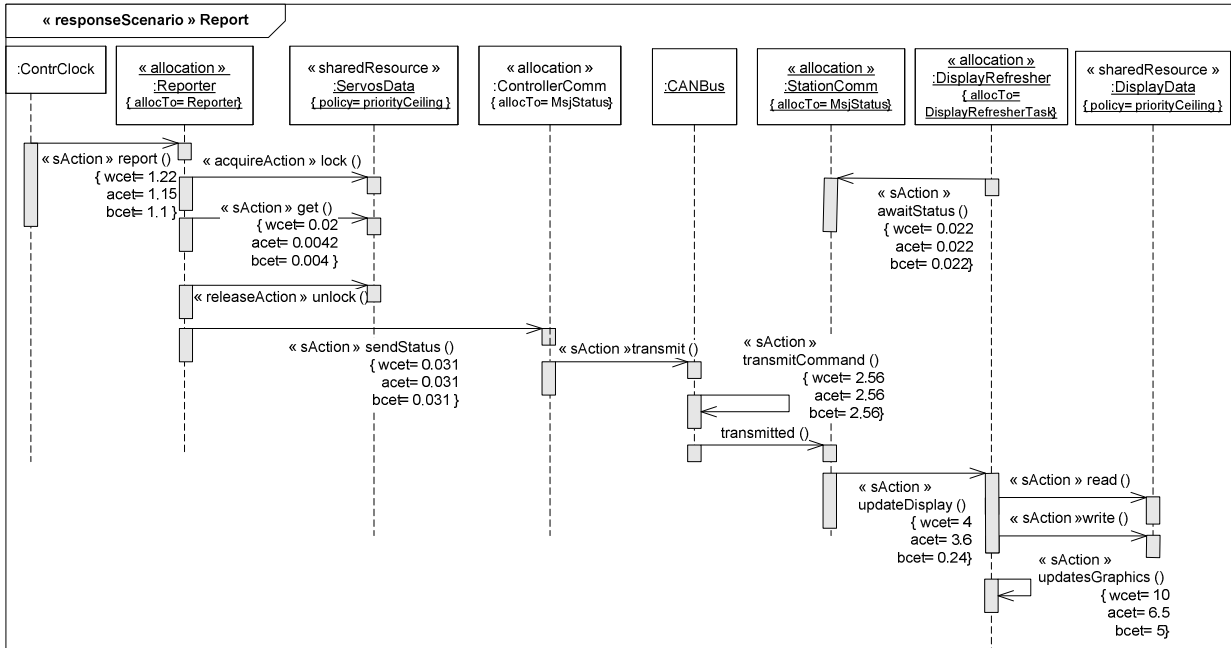 « responseScenario » Report
:ContrClock
« allocation »
:Reporter
{ allocTo= Reporter}
« sharedResource »
:ServosData
{ policy= priorityCeiling }
« allocation »
:ControllerComm
{ allocTo= MsjStatus}
:CANBus
« allocation »
:StationComm
{ allocTo= MsjStatus}
« allocation »
:DisplayRefresher
{ allocTo=
DisplayRefresherTask}
« sharedResource »
:DisplayData
{ policy= priorityCeiling }
« sAction » report ()
{ wcet= 1.22
acet= 1.15
bcet= 1.1 }
« acquireAction » lock ()
« sAction » get ()
{ wcet= 0.02
acet= 0.0042
bcet= 0.004 }
« releaseAction » unlock()
« sAction »
awaitStatus ()
{ wcet= 0.022
acet= 0.022
bcet= 0.022}
« sAction » sendStatus ()
{ wcet= 0.031
acet= 0.031
bcet= 0.031 }
« sAction »transmit ()
« sAction »
transmitCommand ()
{ wcet= 2.56
acet= 2.56
bcet= 2.56}
transmitted ()
« sAction »
updateDisplay ()
{ wcet= 4
acet= 3.6
bcet= 0.24}
« sAction » read ()
« sAction »write ()
« sAction »
updatesGraphics ()
{ wcet= 10
acet= 6.5
bcet= 5}